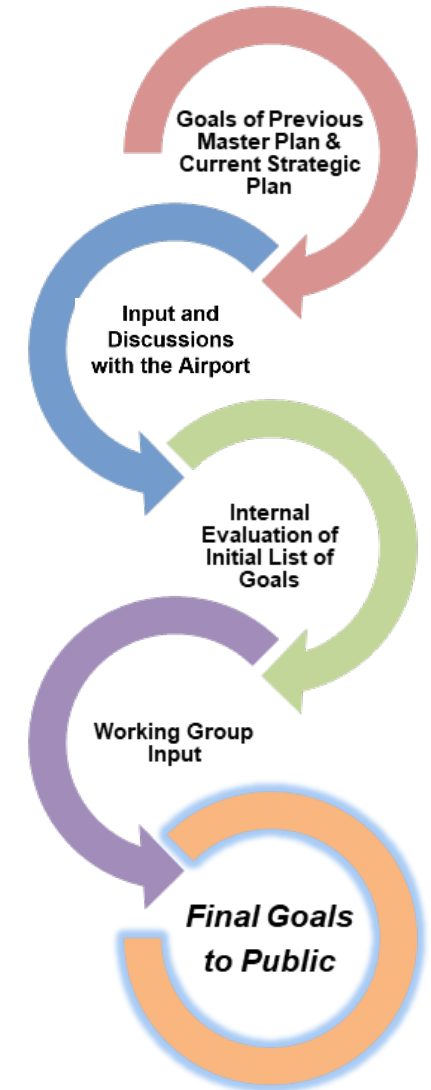 Goals of Previous
Master Plan &
Current Strategic
Plan
Input and
Discussions
with the Airport
Internal
Evaluation of
Initial List of
Goals
Working Group
Input
Final Goals
to Public